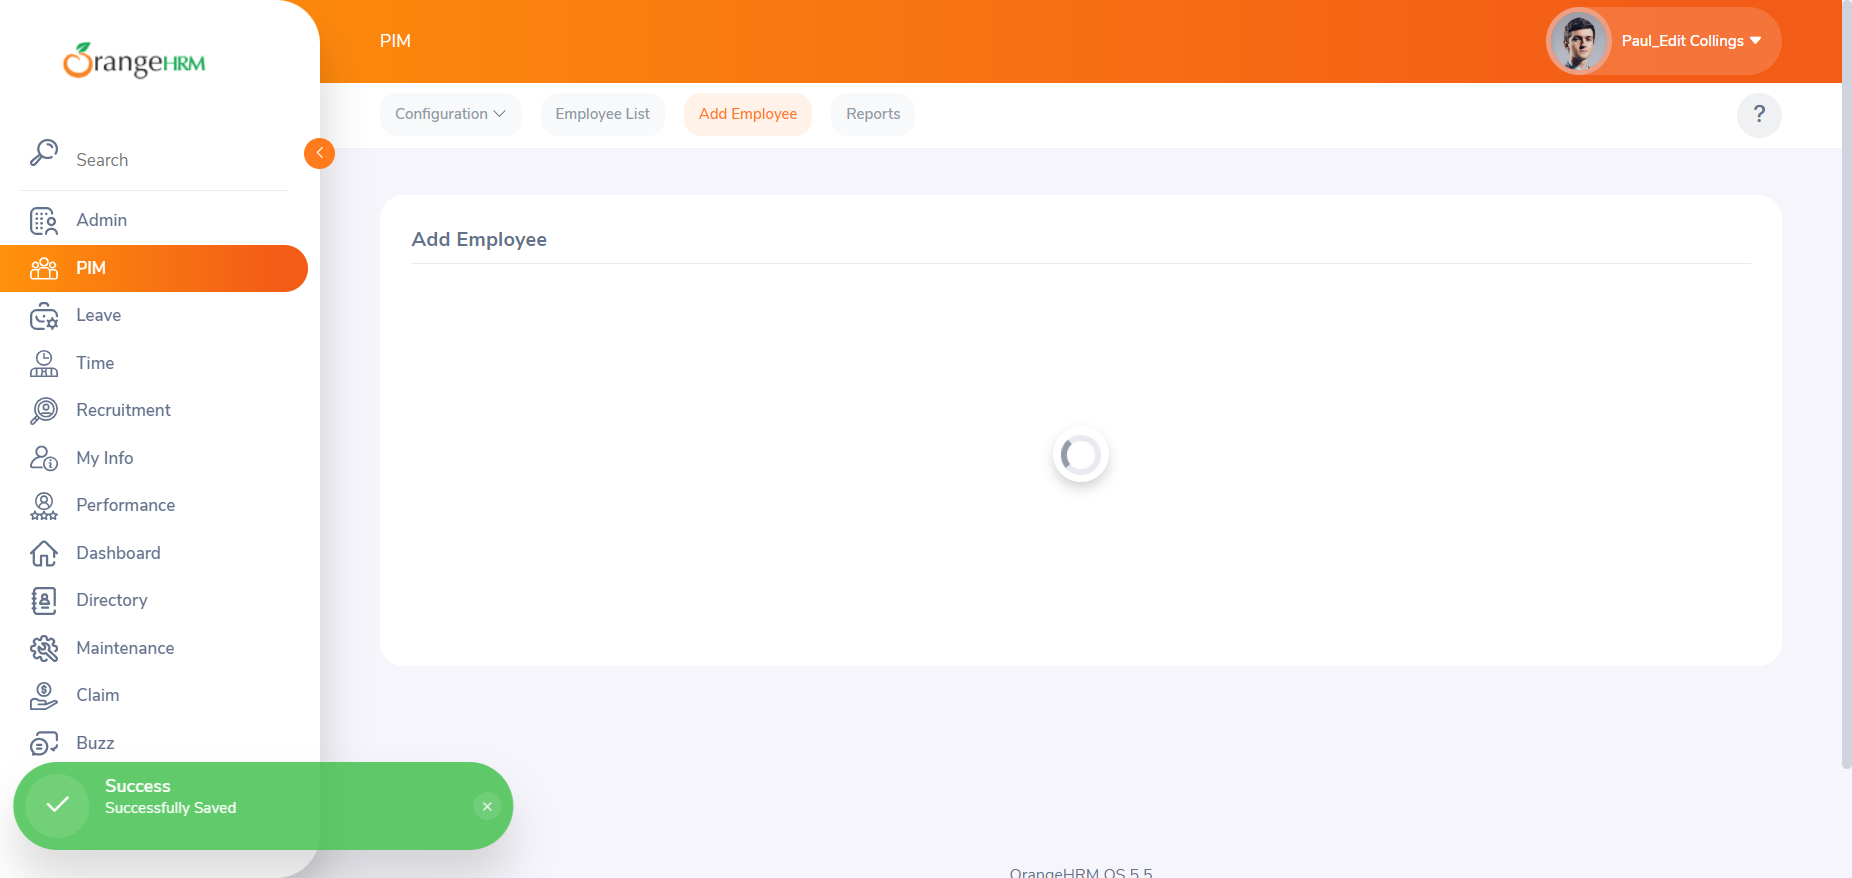 OrangeHRM
Search
Admin
PIM
Leave
Time
Recruitment
My Info
Performance
Dashboard
Directory
Maintenance
Claim
Buzz
PIM
Paul_Edit Collings
Configuration
Employee List
Add Employee
Reports
?
Add Employee
Success
Successfully Saved
OrangeHRM OS 5.5